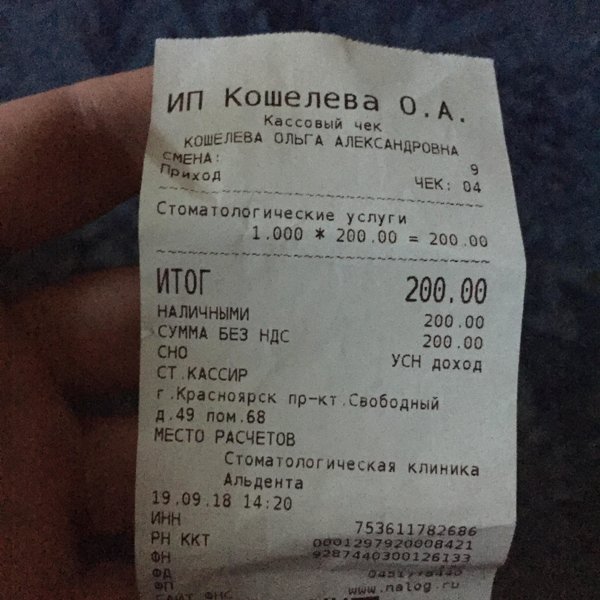 ИП Кошелева О.А.
Кассовый чек
КОШЕЛЕВА ОЛЬГА АЛЕКСАНДРОВНА
СМЕНА: 9
Приход ЧЕК: 04
Стоматологические услуги
1.000 * 200.00 = 200.00
ИТОГ 200.00
НАЛИЧНЫМИ 200.00
СУММА БЕЗ НДС 200.00
СНО УСН доход
СТ.КАССИР
г.Красноярск пр-кт.Свободный
д.49 пом.68
МЕСТО РАСЧЕТОВ
Стоматологическая клиника
Альдента
19.09.18 14:20
ИНН 753611782686
РН ККТ 0001297920008421
ФН 9287440300126133
ФД
ФП www.nalog.ru